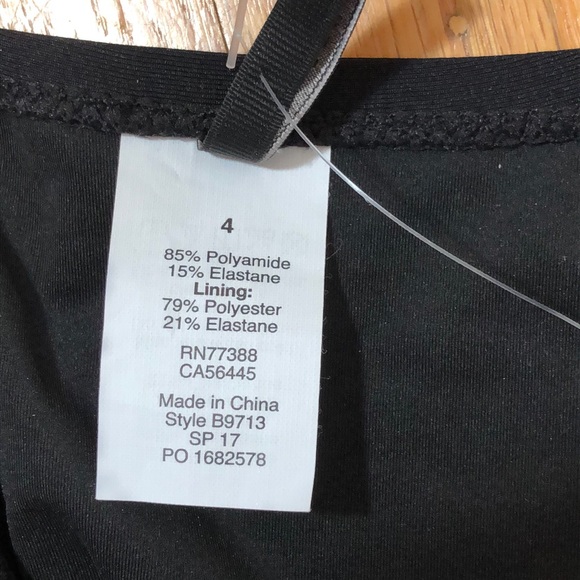 4
85% Polyamide
15% Elastane
Lining:
79% Polyester
21% Elastane
RN77388
CA56445
Made in China
Style B9713
SP 17
PO 1682578